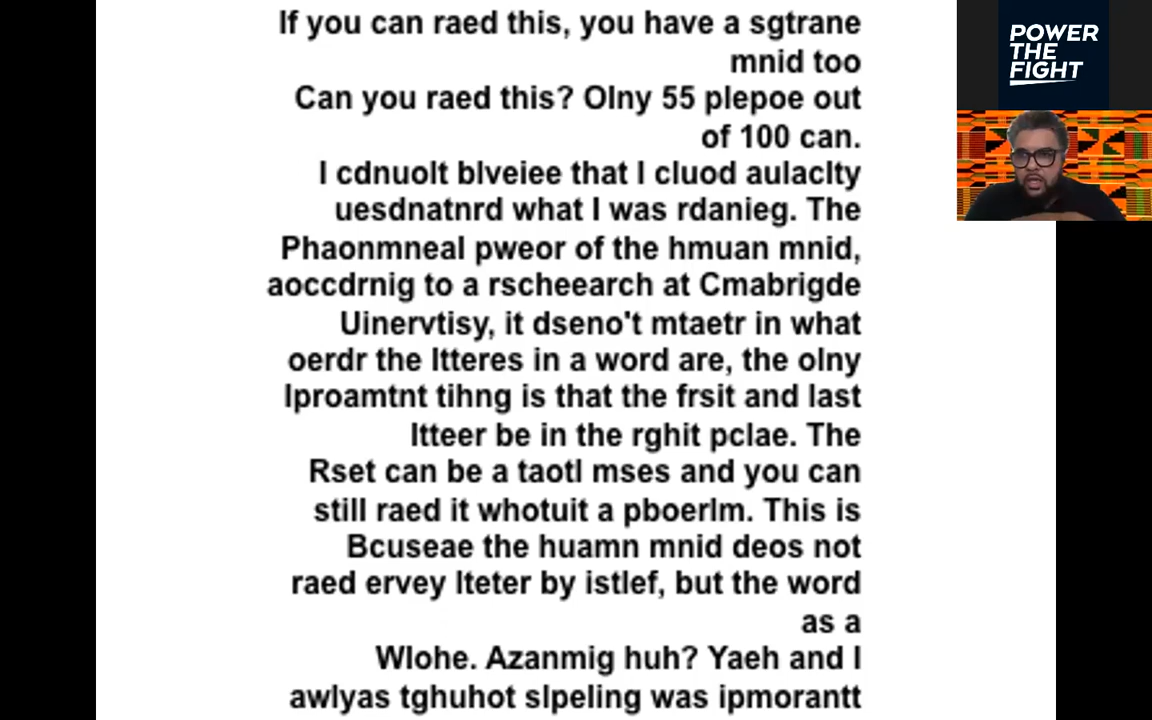 If you can raed this, you have a sgtrane
mnid too
Can you raed this? Olny 55 plepoe out
of 100 can.
I cdnuolt blveiee that I cluod aulaclty
uesdnatnrd what I was rdanieg. The
Phaonmneal pweor of the hmuan mnid,
aoccdrnig to a rscheearch at Cmabrigde
Uinervtisy, it dseno't mtaetr in what
oerdr the ltteres in a word are, the olny
Iproamtnt tihng is that the frsit and last
ltteer be in the rghit pclae. The
Rset can be a taotl mses and you can
still raed it whotuit a pboerlm. This is
Bcuseae the huamn mnid deos not
raed ervey lteter by istlef, but the word
as a
Wlohe. Azanmig huh? Yaeh and I
awlyas tghuhot slpeling was ipmorantt
POWER
THE
FIGHT